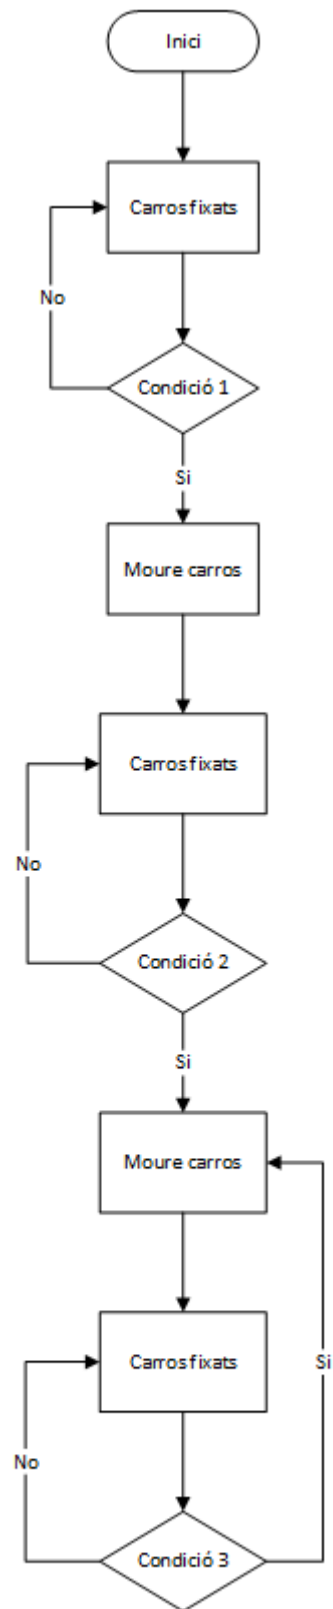 Inici
Carros fixats
No
Condició 1
Si
Moure carros
Carros fixats
No
Condició 2
Si
Moure carros
Carros fixats
Si
No
Condició 3